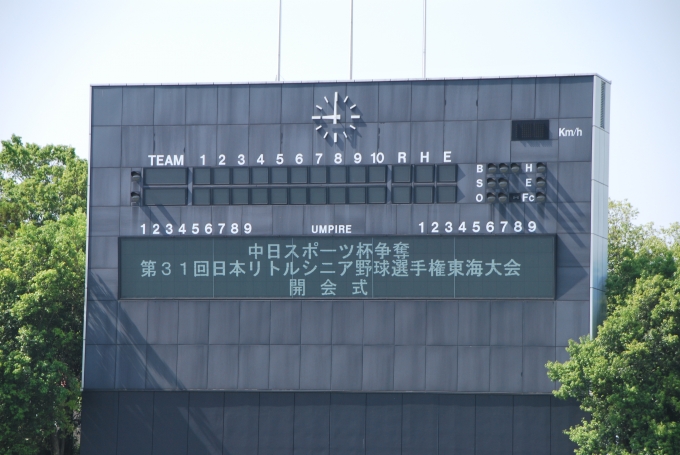 Km/h
TEAM 1 2 3 4 5 6 7 8 9 10 R H E
B H
S E
O Fc
1 2 3 4 5 6 7 8 9 UMPIRE 1 2 3 4 5 6 7 8 9
中日スポーツ杯争奪
第31回日本リトルシニア野球選手権東海大会
開会式